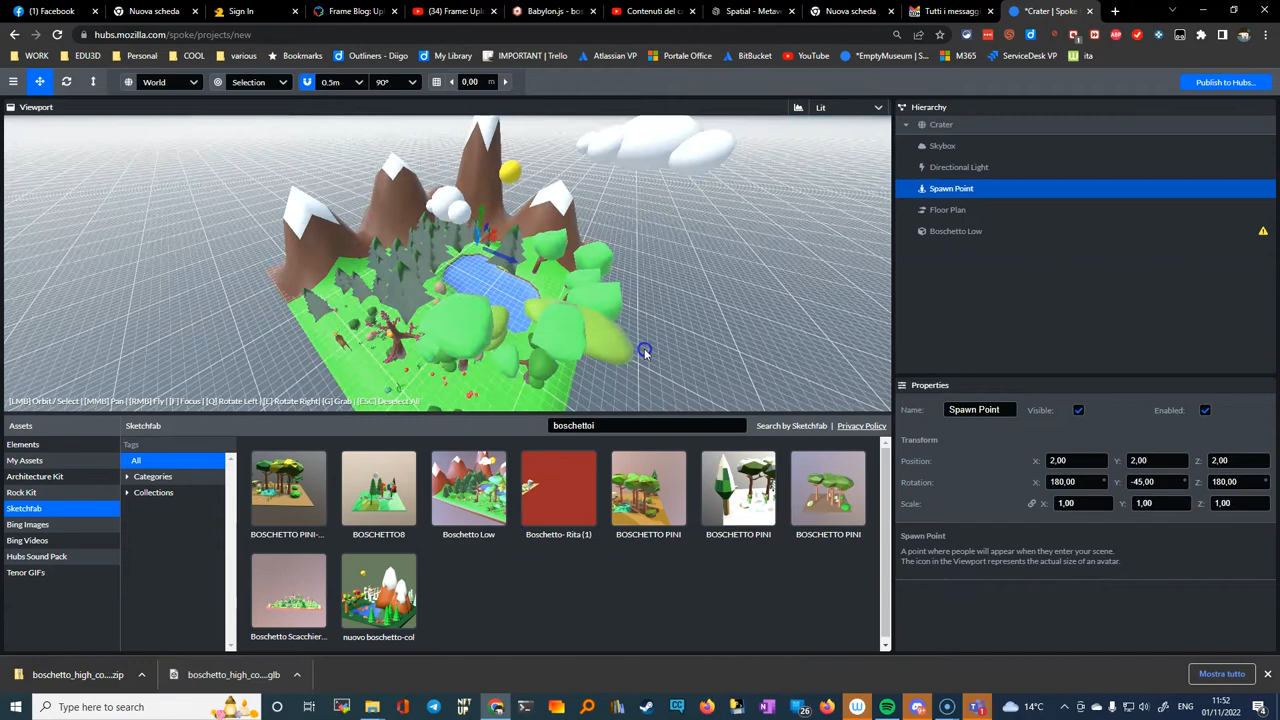 Facebook
Nuova scheda
Sign In
Frame Blog: Up
(34) Frame: Uplo
Babylon.js - bos
Contenuti del ca
Spatial - Metave
Nuova scheda
Tutti i messagg
*Crater | Spoke
hubs.mozilla.com/spoke/projects/new
WORK
EDU3D
Personal
COOL
various
Bookmarks
Outliners - Diigo
My Library
IMPORTANT | Trello
Atlassian VP
Portale Office
BitBucket
YouTube
*EmptyMuseum | S...
M365
ServiceDesk VP
ita
World
Selection
0.5m
90°
0,00
m
Publish to Hubs...
Viewport
Lit
Hierarchy
Crater
Skybox
Directional Light
Spawn Point
Floor Plan
Boschetto Low
[LMB] Orbit / Select | [MMB] Pan | [RMB] Fly | [F] Focus | [Q] Rotate Left | [E] Rotate Right | [G] Grab | [ESC] Deselect All
Properties
Name:
Spawn Point
Visible:
Enabled:
Transform
Position:
X:
2,00
Y:
2,00
Z:
2,00
Rotation:
X:
180,00
°
Y:
-45,00
°
Z:
180,00
°
Scale:
X:
1,00
Y:
1,00
Z:
1,00
Spawn Point
A point where people will appear when they enter your scene.
The icon in the Viewport represents the actual size of an avatar.
Assets
Sketchfab
boschettoi
Search by Sketchfab | Privacy Policy
Elements
My Assets
Architecture Kit
Rock Kit
Sketchfab
Bing Images
Bing Videos
Hubs Sound Pack
Tenor GIFs
Tags
All
Categories
Collections
BOSCHETTO PINI-...
BOSCHETTO8
Boschetto Low
Boschetto- Rita (1)
BOSCHETTO PINI
BOSCHETTO PINI
BOSCHETTO PINI
Boschetto Scacchier...
nuovo boschetto-col
boschetto_high_co....zip
boschetto_high_co....glb
Mostra tutto
Type here to search
NFT
UP
CC
26
14°C
ENG
11:52
01/11/2022